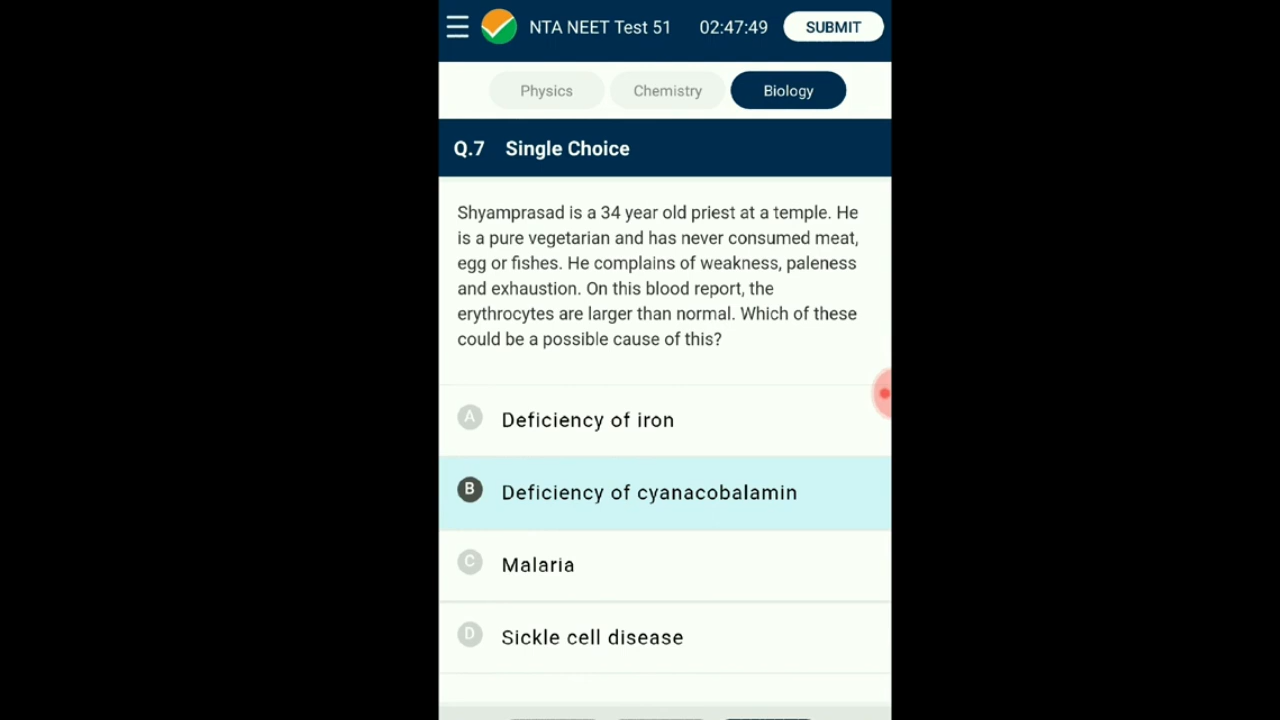 NTA NEET Test 51 02:47:49 SUBMIT
Physics Chemistry Biology
Q.7 Single Choice
Shyamprasad is a 34 year old priest at a temple. He
is a pure vegetarian and has never consumed meat,
egg or fishes. He complains of weakness, paleness
and exhaustion. On this blood report, the
erythrocytes are larger than normal. Which of these
could be a possible cause of this?
A Deficiency of iron
B Deficiency of cyanacobalamin
C Malaria
D Sickle cell disease